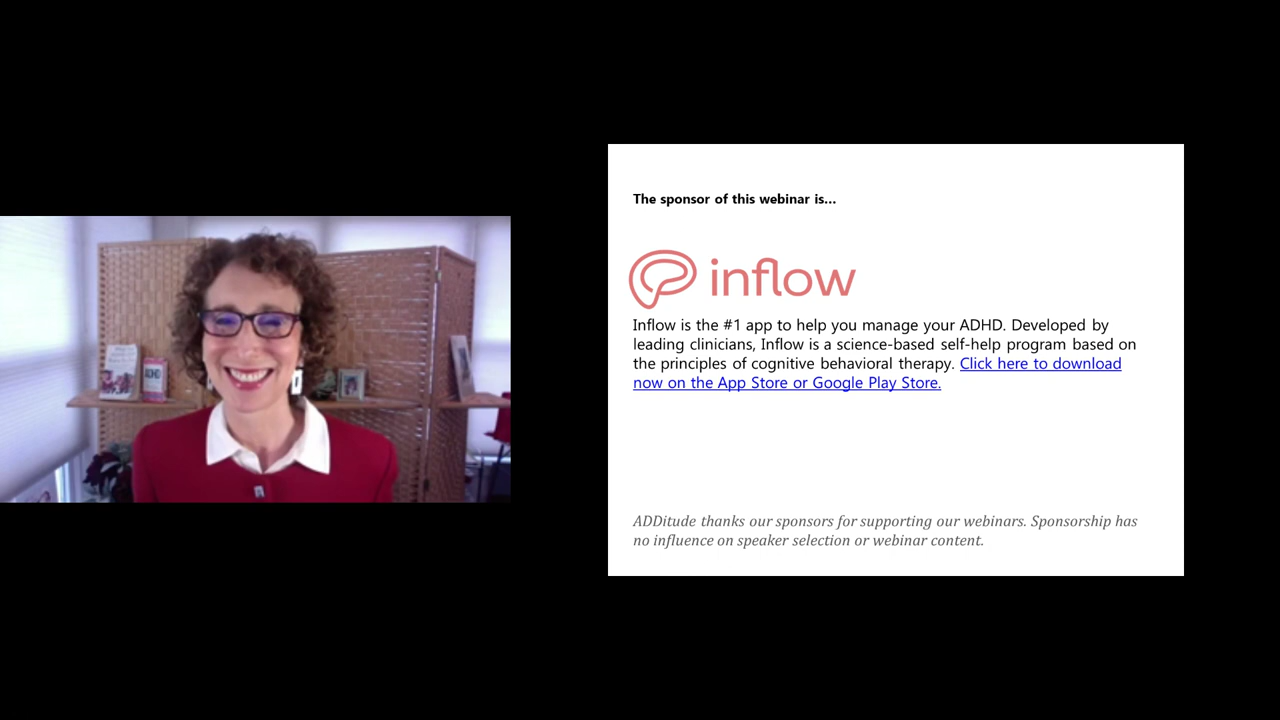 The sponsor of this webinar is...
inflow
Inflow is the #1 app to help you manage your ADHD. Developed by
leading clinicians, Inflow is a science-based self-help program based on
the principles of cognitive behavioral therapy. Click here to download
now on the App Store or Google Play Store.
ADDitude thanks our sponsors for supporting our webinars. Sponsorship has
no influence on speaker selection or webinar content.
ADHD